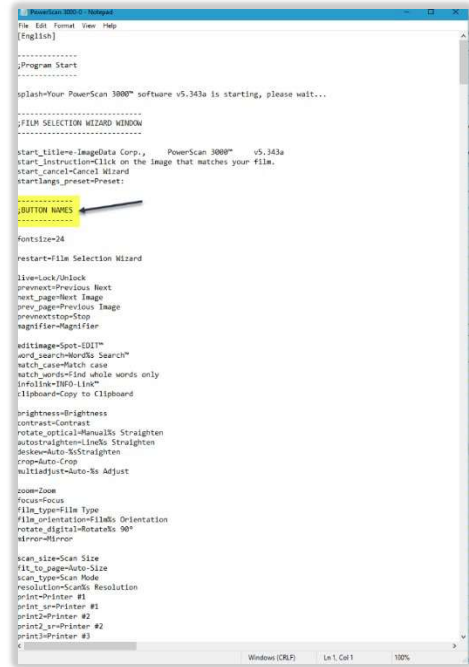 PowerScan 3000-0 - Notepad
File Edit Format View Help
[English]
--------------
;Program Start
--------------
splash=Your PowerScan 3000™ software v5.343a is starting, please wait...
-----------------------------
;FILM SELECTION WIZARD WINDOW
-----------------------------
start_title=e-ImageData Corp., PowerScan 3000™ v5.343a
start_instruction=Click on the image that matches your film.
start_cancel=Cancel Wizard
startlangs_preset=Preset:
-------------
;BUTTON NAMES
-------------
fontsize=24
restart=Film Selection Wizard
live=Lock/Unlock
prevnext=Previous Next
next_page=Next Image
prev_page=Previous Image
prevnextstop=Stop
magnifier=Magnifier
editimage=Spot-EDIT™
word_search=Word%s Search™
match_case=Match case
match_words=Find whole words only
infolink=INFO-Link™
clipboard=Copy to Clipboard
brightness=Brightness
contrast=Contrast
rotate_optical=Manual%s Straighten
autostraighten=Line%s Straighten
deskew=Auto-%sStraighten
crop=Auto-Crop
multiadjust=Auto-%s Adjust
zoom=Zoom
focus=Focus
film_type=Film Type
film_orientation=Film%s Orientation
rotate_digital=Rotate%s 90°
mirror=Mirror
scan_size=Scan Size
fit_to_page=Auto-Size
scan_type=Scan Mode
resolution=Scan%s Resolution
print=Printer #1
print_sr=Printer #1
print2=Printer #2
print2_sr=Printer #2
print3=Printer #3
Windows (CRLF) Ln 1, Col 1 100%